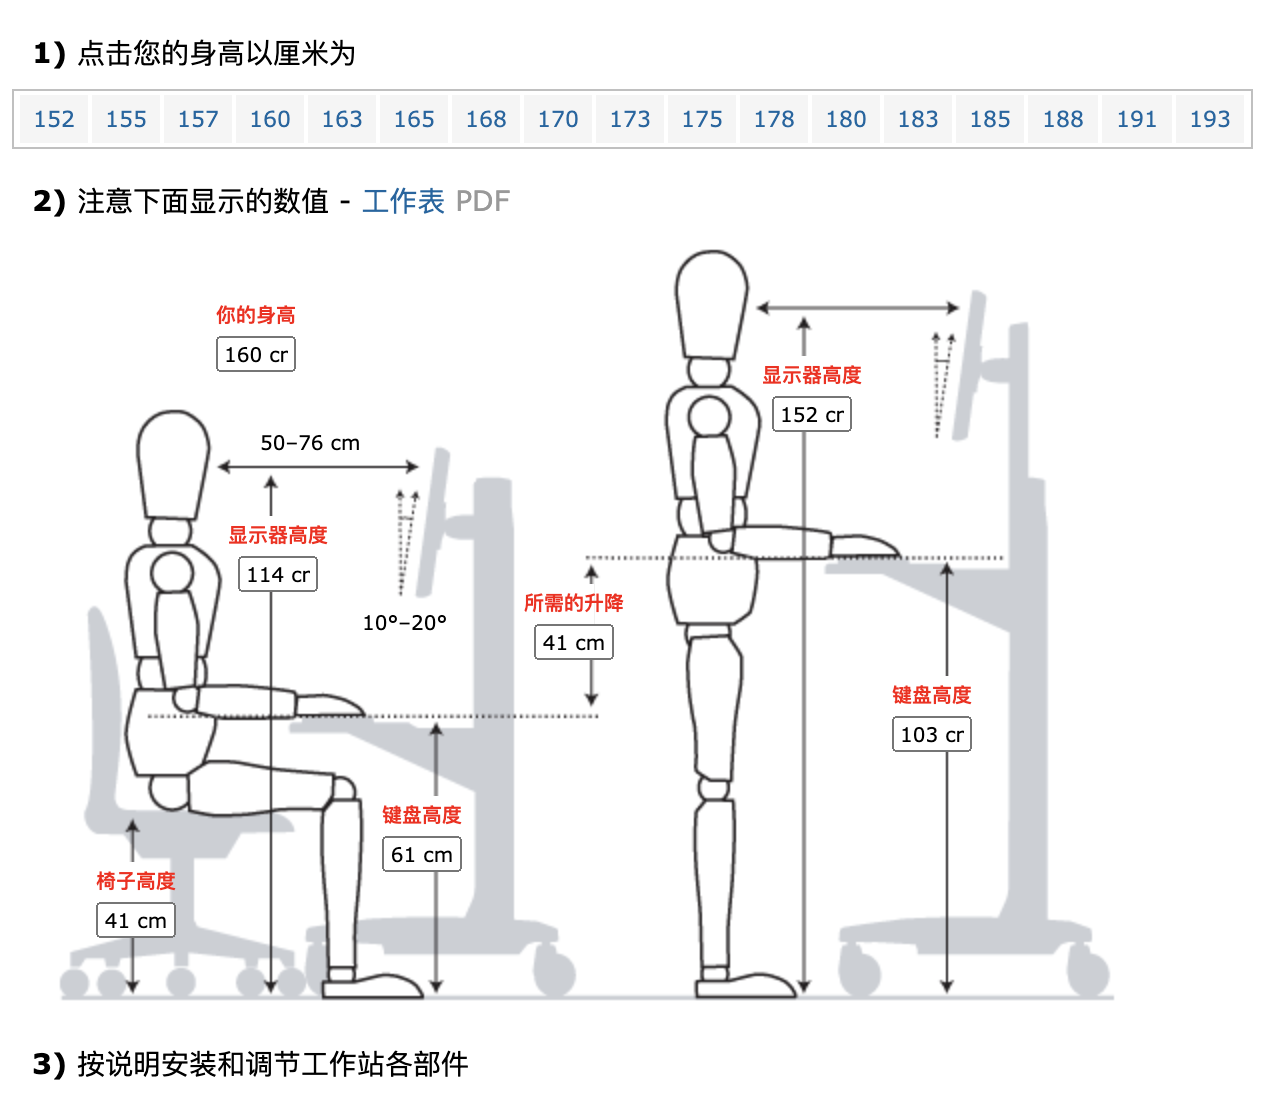 1) 点击您的身高以厘米为
152 155 157 160 163 165 168 170 173 175 178 180 183 185 188 191 193
2) 注意下面显示的数值 - 工作表 PDF
你的身高
160 cr
50–76 cm
显示器高度
114 cr
10°–20°
椅子高度
41 cm
键盘高度
61 cm
所需的升降
41 cm
显示器高度
152 cr
键盘高度
103 cr
3) 按说明安装和调节工作站各部件